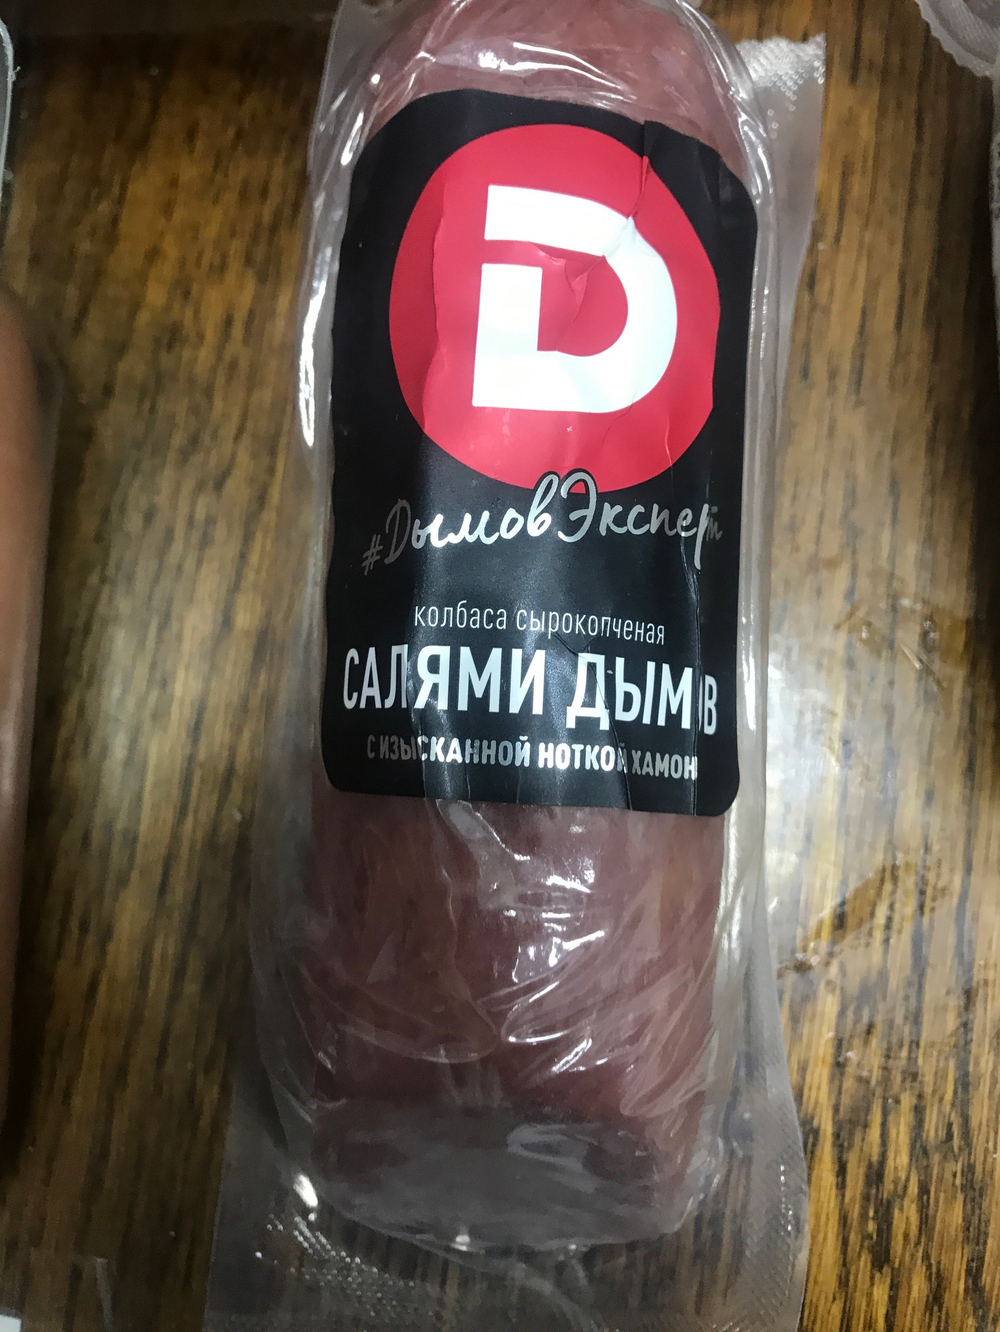 D
#ДымовЭксперт
колбаса сырокопченая
САЛЯМИ ДЫМОВ
С ИЗЫСКАННОЙ НОТКОЙ ХАМОН